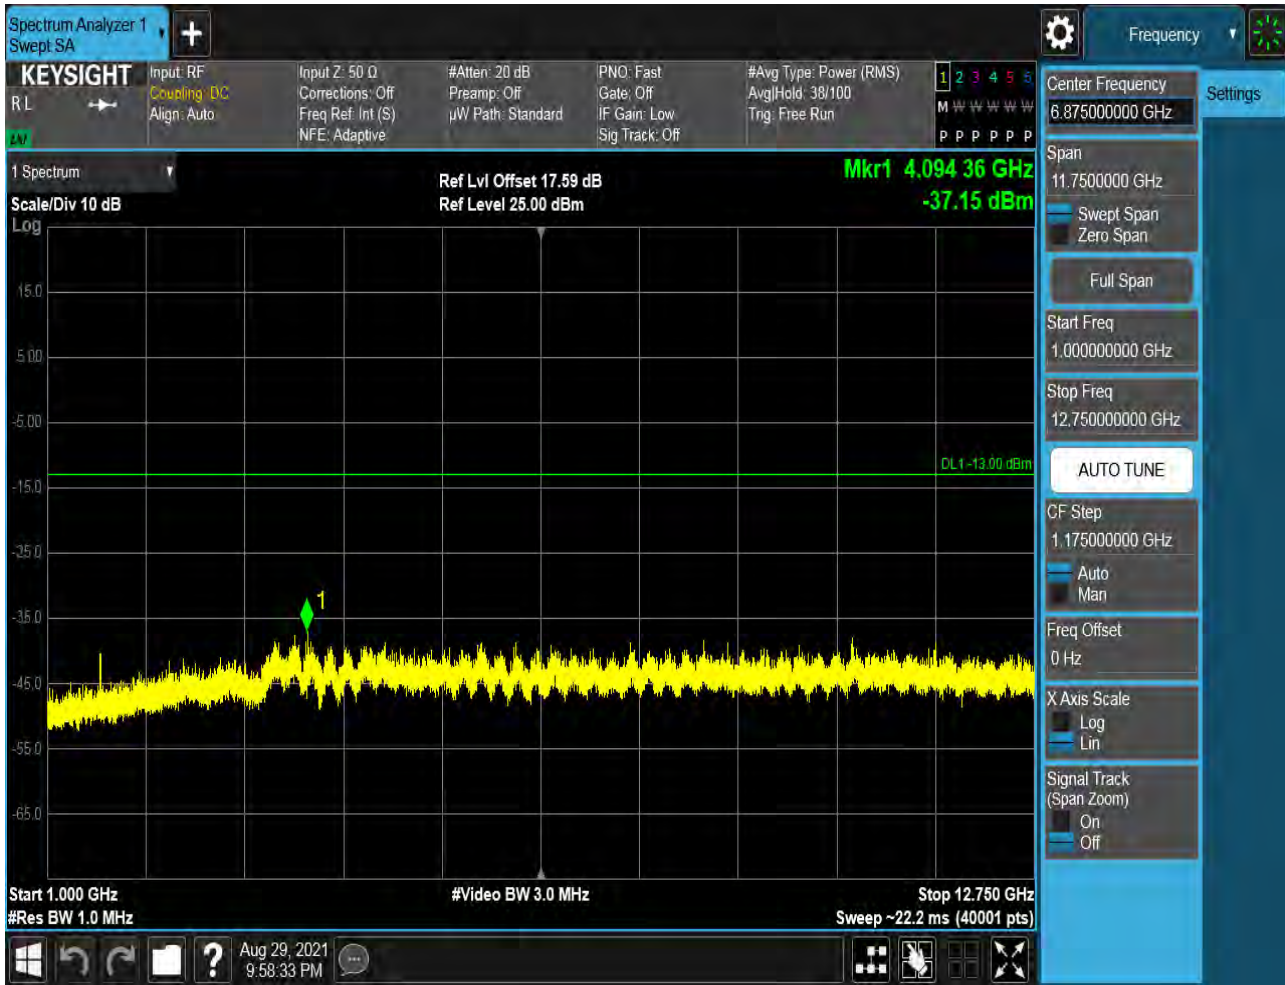 Spectrum Analyzer 1
Swept SA
Frequency
KEYSIGHT
R L
LNI
Input: RF
Coupling: DC
Align: Auto
Input Z: 50 Ω
Corrections: Off
Freq Ref: Int (S)
NFE: Adaptive
#Atten: 20 dB
Preamp: Off
µW Path: Standard
PNO: Fast
Gate: Off
IF Gain: Low
Sig Track: Off
#Avg Type: Power (RMS)
Avg|Hold: 38/100
Trig: Free Run
1 2 3 4 5 6
M W W W W W
P P P P P P
1 Spectrum
Scale/Div 10 dB
Log
Ref Lvl Offset 17.59 dB
Ref Level 25.00 dBm
Mkr1 4.094 36 GHz
-37.15 dBm
15.0
5.00
-5.00
DL1 -13.00 dBm
-15.0
-25.0
1
-35.0
-45.0
-55.0
-65.0
Start 1.000 GHz
#Res BW 1.0 MHz
#Video BW 3.0 MHz
Stop 12.750 GHz
Sweep ~22.2 ms (40001 pts)
Center Frequency
6.875000000 GHz
Settings
Span
11.7500000 GHz
Swept Span
Zero Span
Full Span
Start Freq
1.000000000 GHz
Stop Freq
12.750000000 GHz
AUTO TUNE
CF Step
1.175000000 GHz
Auto
Man
Freq Offset
0 Hz
X Axis Scale
Log
Lin
Signal Track
(Span Zoom)
On
Off
?
Aug 29, 2021
9:58:33 PM